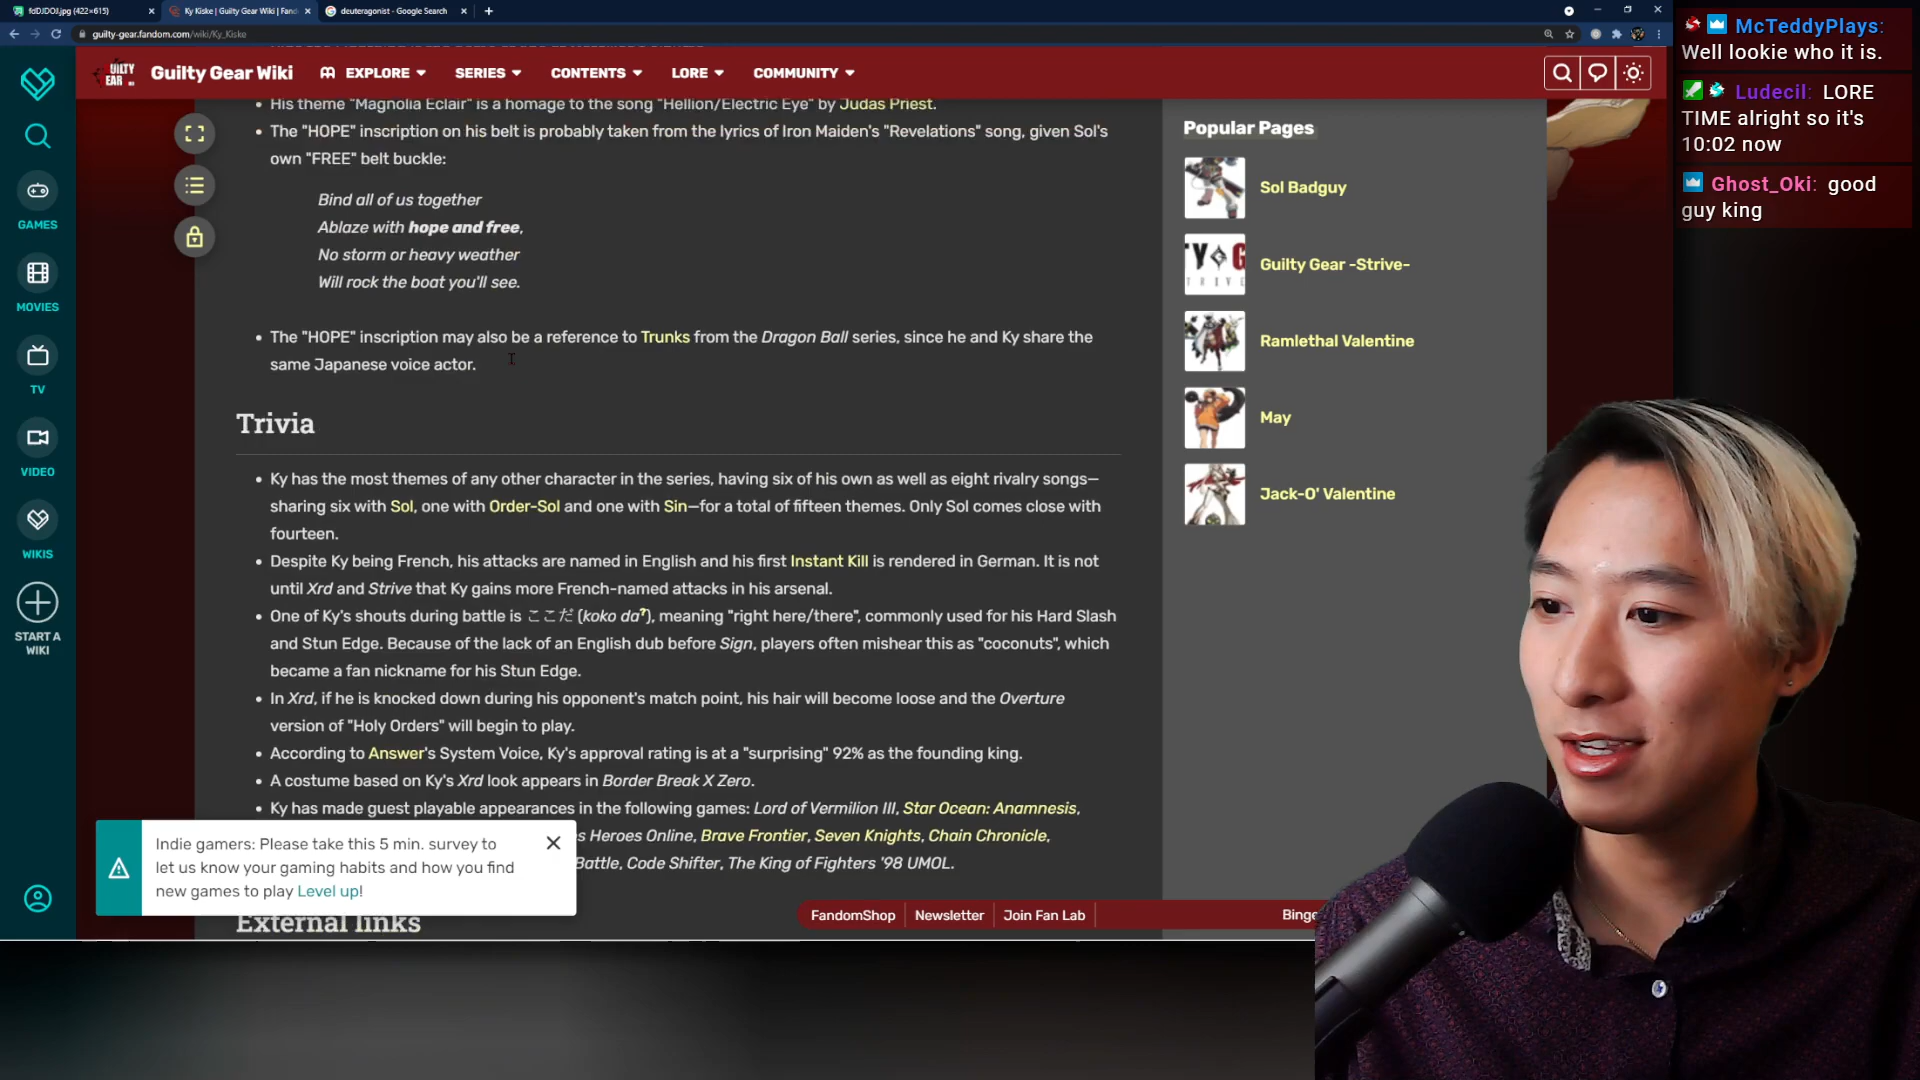 fdDJDOJ.jpg (422×615)
Ky Kiske | Guilty Gear Wiki | Fand
deuteragonist - Google Search
guilty-gear.fandom.com/wiki/Ky_Kiske
GUILTY GEAR
Guilty Gear Wiki
EXPLORE
SERIES
CONTENTS
LORE
COMMUNITY
GAMES
MOVIES
TV
VIDEO
WIKIS
START A
WIKI
His theme "Magnolia Eclair" is a homage to the song "Hellion/Electric Eye" by Judas Priest.
The "HOPE" inscription on his belt is probably taken from the lyrics of Iron Maiden's "Revelations" song, given Sol's
own "FREE" belt buckle:
Bind all of us together
Ablaze with hope and free,
No storm or heavy weather
Will rock the boat you'll see.
The "HOPE" inscription may also be a reference to Trunks from the Dragon Ball series, since he and Ky share the
same Japanese voice actor.
Trivia
Ky has the most themes of any other character in the series, having six of his own as well as eight rivalry songs—
sharing six with Sol, one with Order-Sol and one with Sin—for a total of fifteen themes. Only Sol comes close with
fourteen.
Despite Ky being French, his attacks are named in English and his first Instant Kill is rendered in German. It is not
until Xrd and Strive that Ky gains more French-named attacks in his arsenal.
One of Ky's shouts during battle is ここだ (koko da?), meaning "right here/there", commonly used for his Hard Slash
and Stun Edge. Because of the lack of an English dub before Sign, players often mishear this as "coconuts", which
became a fan nickname for his Stun Edge.
In Xrd, if he is knocked down during his opponent's match point, his hair will become loose and the Overture
version of "Holy Orders" will begin to play.
According to Answer's System Voice, Ky's approval rating is at a "surprising" 92% as the founding king.
A costume based on Ky's Xrd look appears in Border Break X Zero.
Ky has made guest playable appearances in the following games: Lord of Vermilion III, Star Ocean: Anamnesis,
s Heroes Online, Brave Frontier, Seven Knights, Chain Chronicle,
Battle, Code Shifter, The King of Fighters '98 UMOL.
External links
Indie gamers: Please take this 5 min. survey to
let us know your gaming habits and how you find
new games to play Level up!
FandomShop
Newsletter
Join Fan Lab
Binge
Popular Pages
Sol Badguy
Guilty Gear -Strive-
Ramlethal Valentine
May
Jack-O' Valentine
McTeddyPlays:
Well lookie who it is.
Ludecil: LORE
TIME alright so it's
10:02 now
Ghost_Oki: good
guy king